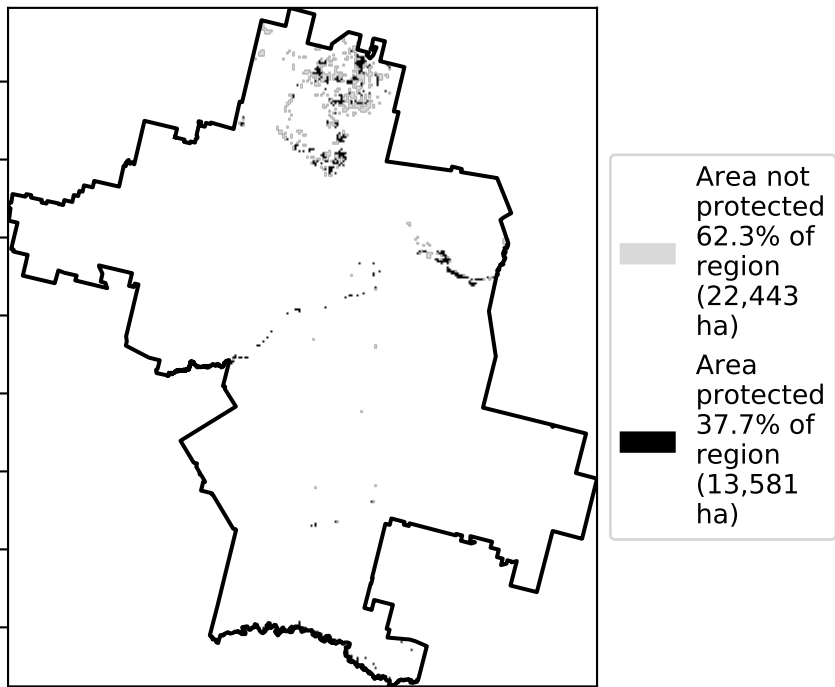 Area not
protected
62.3% of
region
(22,443
ha)
Area
protected
37.7% of
region
(13,581
ha)